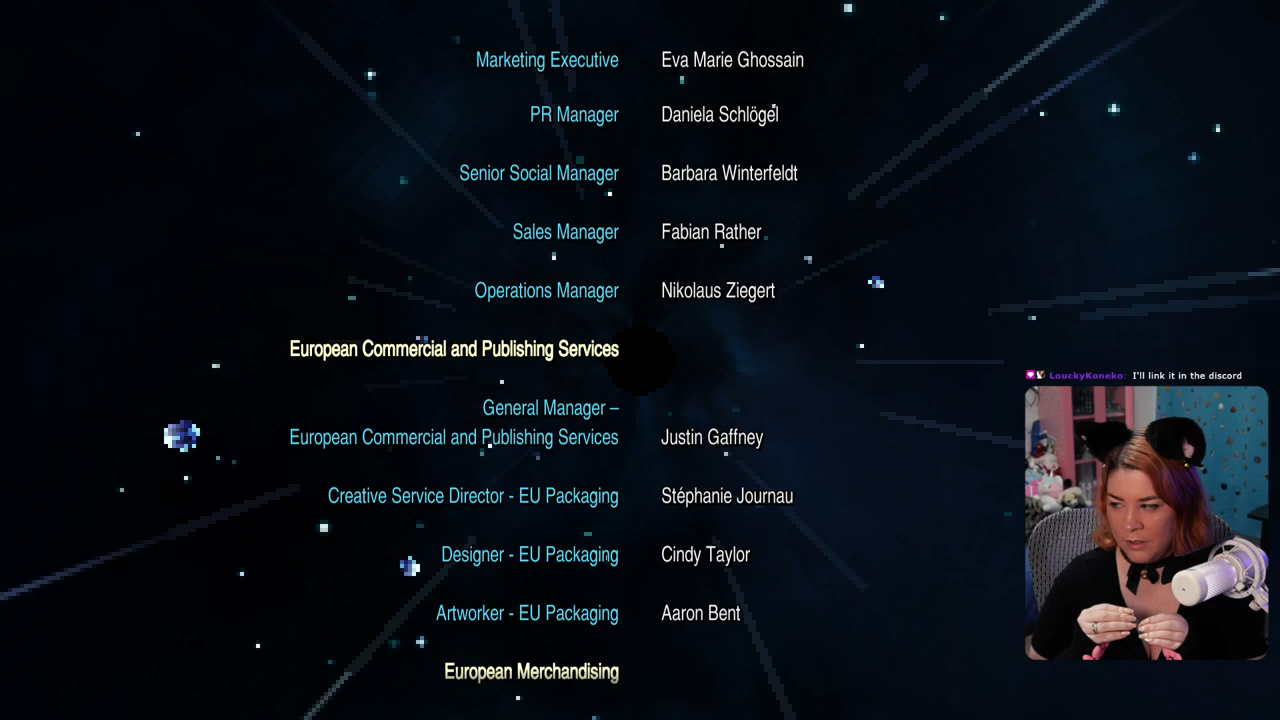 Marketing Executive Eva Marie Ghossain
PR Manager Daniela Schlögel
Senior Social Manager Barbara Winterfeldt
Sales Manager Fabian Rather
Operations Manager Nikolaus Ziegert
European Commercial and Publishing Services
General Manager –
European Commercial and Publishing Services Justin Gaffney
LouckyKoneko: I'll link it in the discord
Creative Service Director - EU Packaging Stéphanie Journau
Designer - EU Packaging Cindy Taylor
Artworker - EU Packaging Aaron Bent
European Merchandising